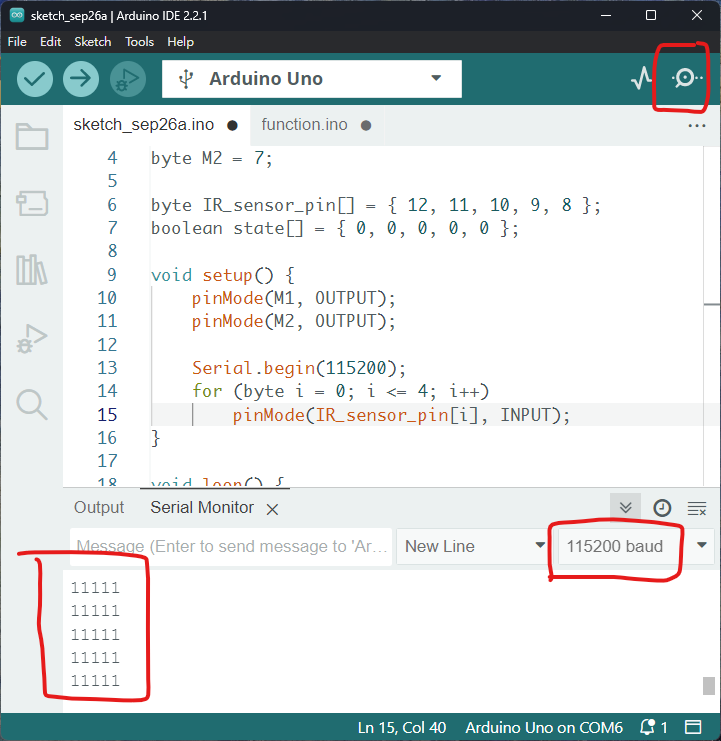 sketch_sep26a | Arduino IDE 2.2.1
File Edit Sketch Tools Help
Arduino Uno
sketch_sep26a.ino function.ino
4 byte M2 = 7;
5
6 byte IR_sensor_pin[] = { 12, 11, 10, 9, 8 };
7 boolean state[] = { 0, 0, 0, 0, 0 };
8
9 void setup() {
10 pinMode(M1, OUTPUT);
11 pinMode(M2, OUTPUT);
12
13 Serial.begin(115200);
14 for (byte i = 0; i <= 4; i++)
15 pinMode(IR_sensor_pin[i], INPUT);
16 }
17
18 void loop() {
Output Serial Monitor
Message (Enter to send message to 'Ar... New Line 115200 baud
11111
11111
11111
11111
11111
Ln 15, Col 40 Arduino Uno on COM6 1